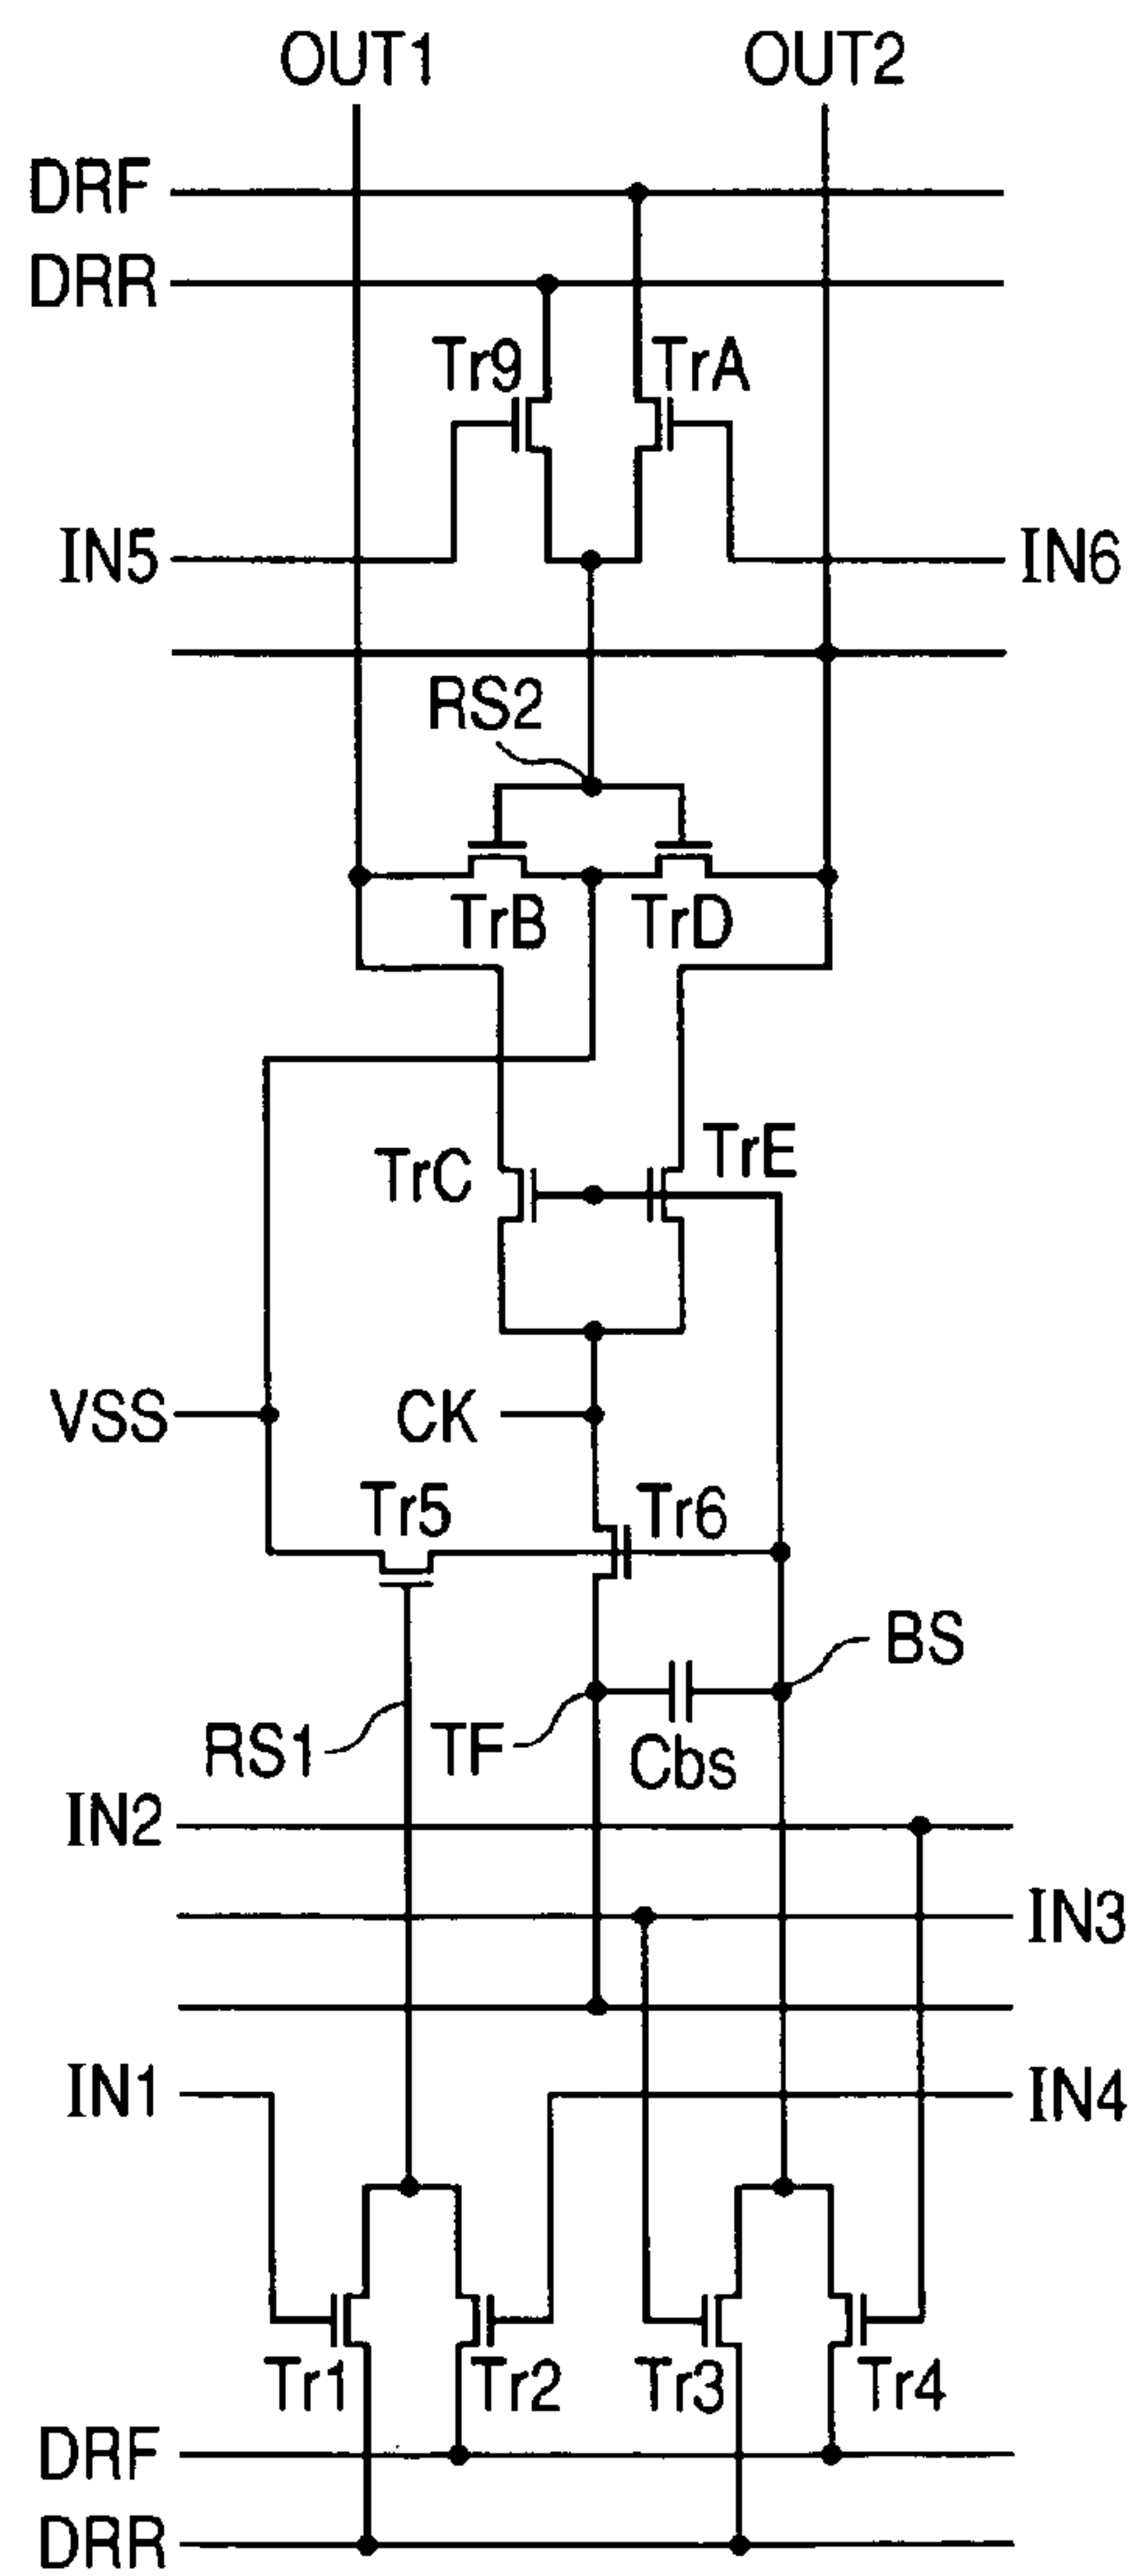 OUT1 OUT2
DRF
DRR
Tr9 TrA
IN5 IN6
RS2
TrB TrD
TrC TrE
VSS CK
Tr5 Tr6
BS
RS1 TF Cbs
IN2
IN3
IN1 IN4
Tr1 Tr2 Tr3 Tr4
DRF
DRR